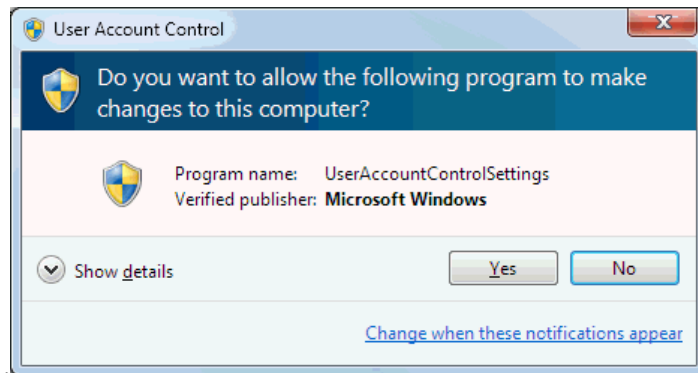 User Account Control
Do you want to allow the following program to make
changes to this computer?
Program name: UserAccountControlSettings
Verified publisher: Microsoft Windows
Show details
Yes
No
Change when these notifications appear